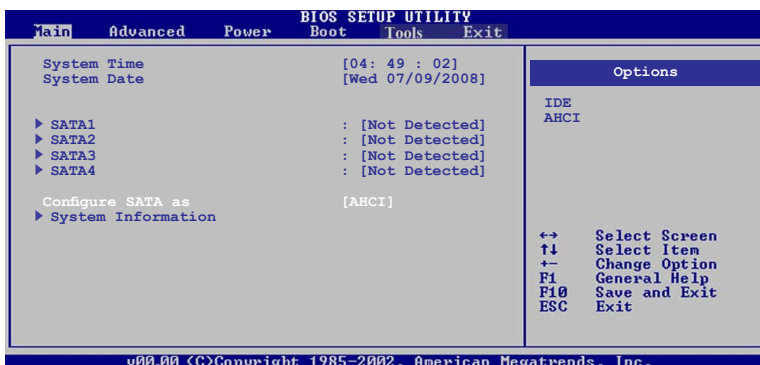 BIOS SETUP UTILITY
Main Advanced Power Boot Tools Exit
System Time [04: 49 : 02]
System Date [Wed 07/09/2008]
SATA1 : [Not Detected]
SATA2 : [Not Detected]
SATA3 : [Not Detected]
SATA4 : [Not Detected]
Configure SATA as [AHCI]
System Information
Options
IDE
AHCI
←→ Select Screen
↑↓ Select Item
+− Change Option
F1 General Help
F10 Save and Exit
ESC Exit
v00.00 (C)Copyright 1985-2002, American Megatrends, Inc.